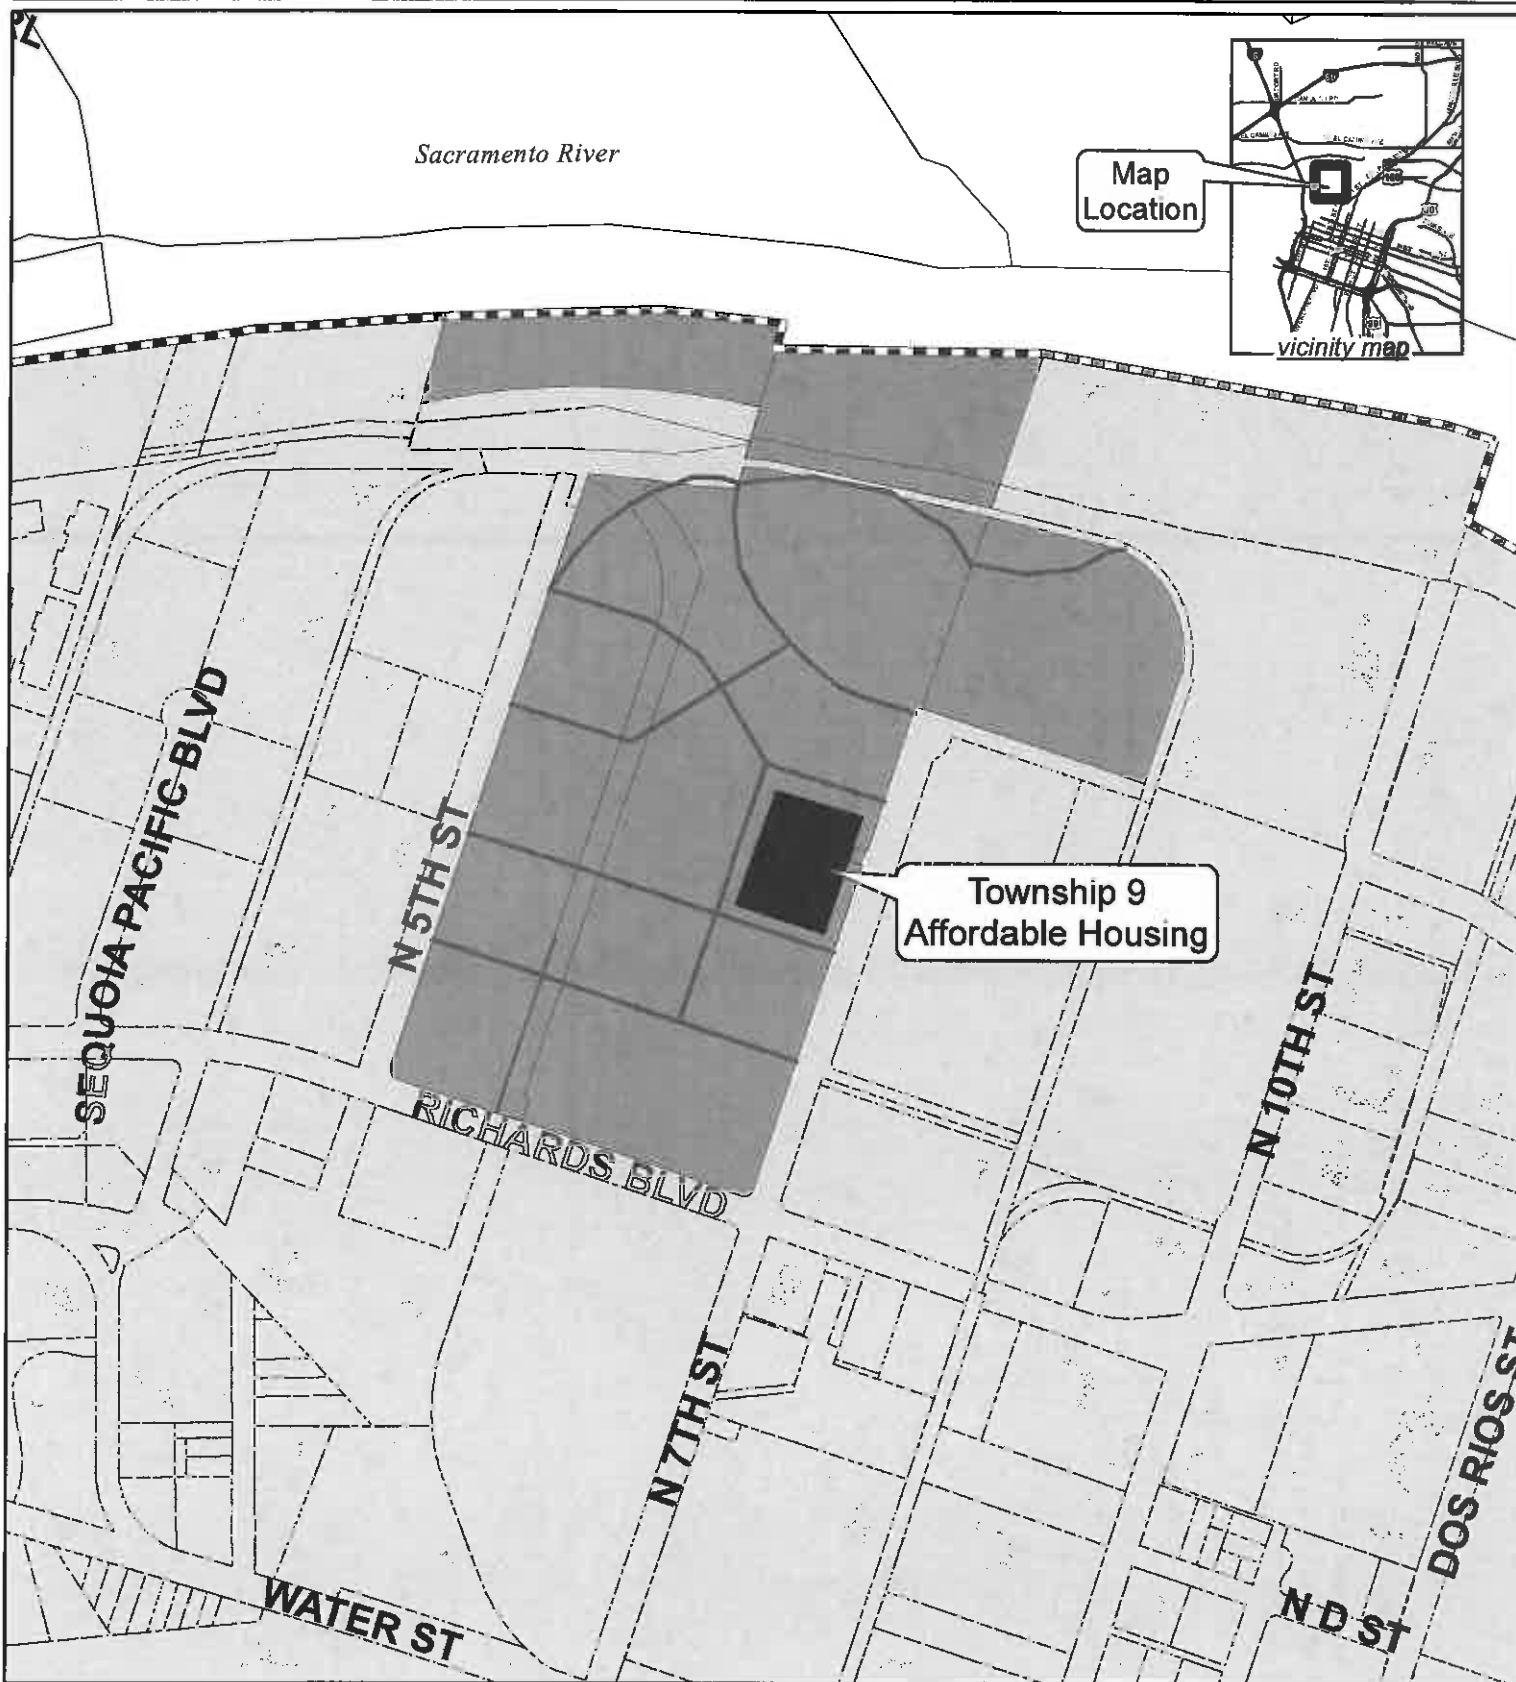 PL
Sacramento River
Map
Location
vicinity map
SEQUOIA PACIFIC BLVD
N 5TH ST
Township 9
Affordable Housing
N 10TH ST
RICHARDS BLVD
N 7TH ST
DOS RIOS ST
WATER ST
N D ST